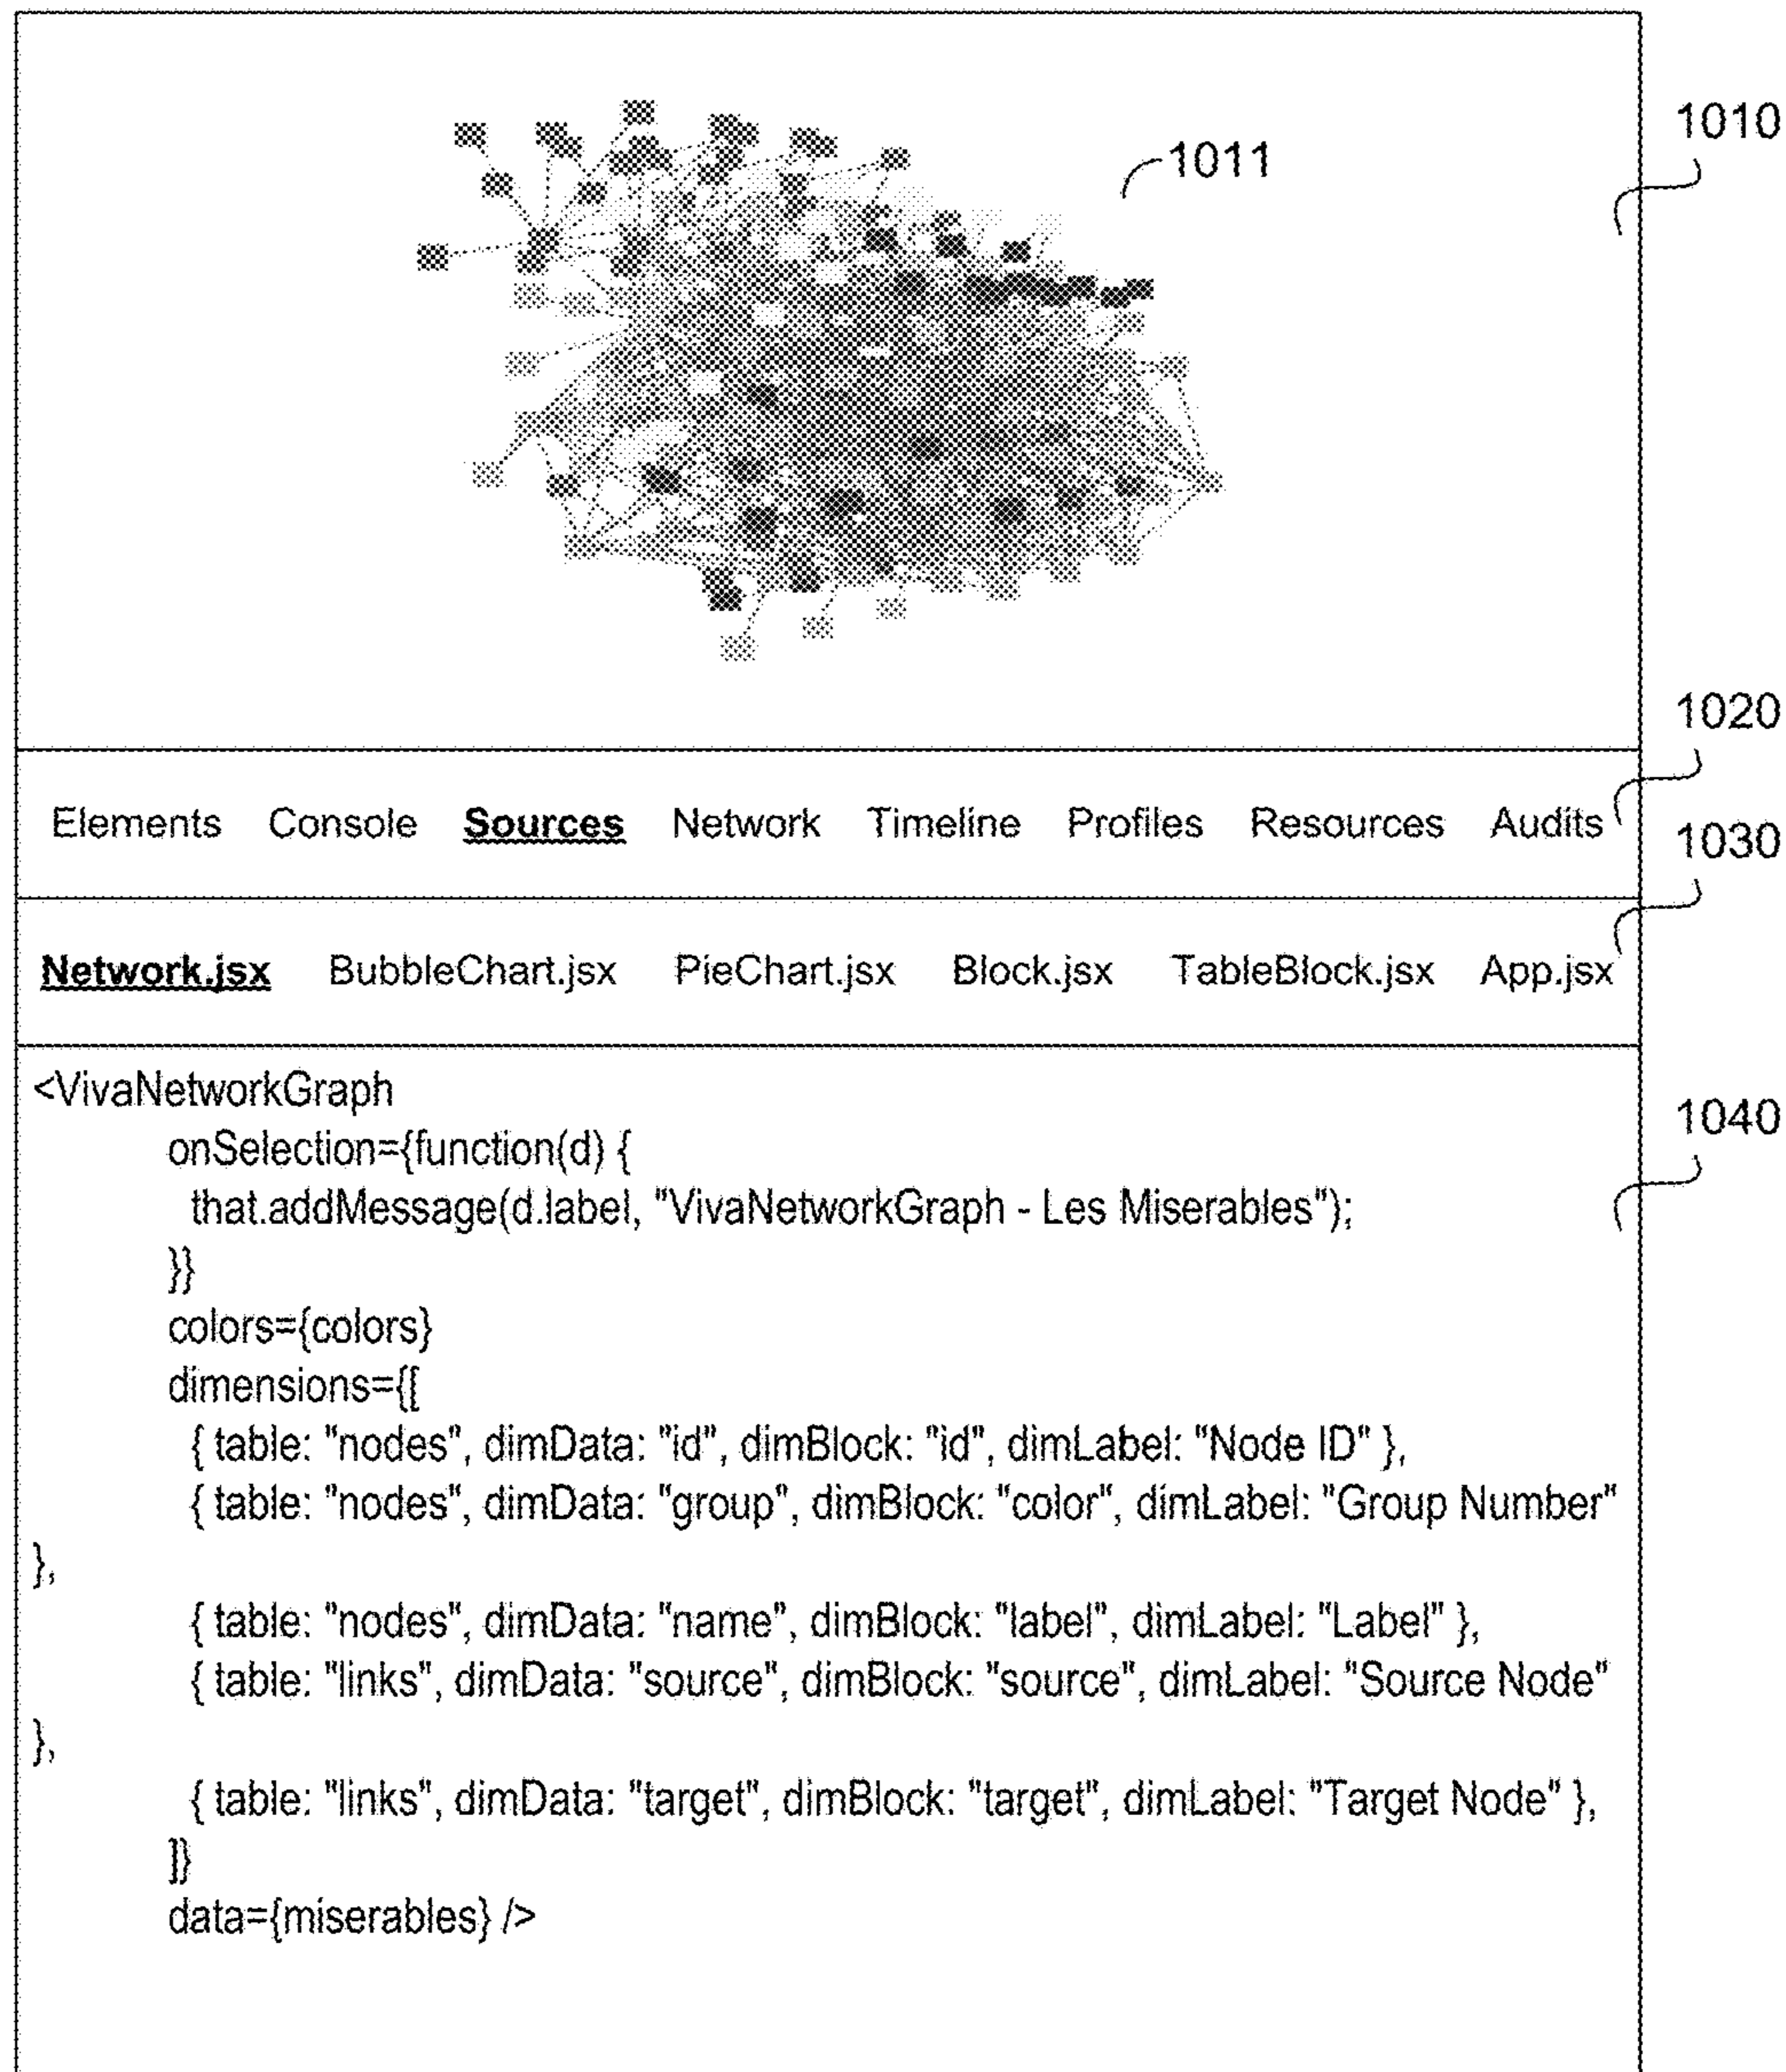 1010
1011
1020
Elements Console Sources Network Timeline Profiles Resources Audits
1030
Network.jsx BubbleChart.jsx PieChart.jsx Block.jsx TableBlock.jsx App.jsx
1040
<VivaNetworkGraph
onSelection={function(d) {
that.addMessage(d.label, "VivaNetworkGraph - Les Miserables");
}}
colors={colors}
dimensions={[
{ table: "nodes", dimData: "id", dimBlock: "id", dimLabel: "Node ID" },
{ table: "nodes", dimData: "group", dimBlock: "color", dimLabel: "Group Number"
},
{ table: "nodes", dimData: "name", dimBlock: "label", dimLabel: "Label" },
{ table: "links", dimData: "source", dimBlock: "source", dimLabel: "Source Node"
},
{ table: "links", dimData: "target", dimBlock: "target", dimLabel: "Target Node" },
]}
data={miserables} />